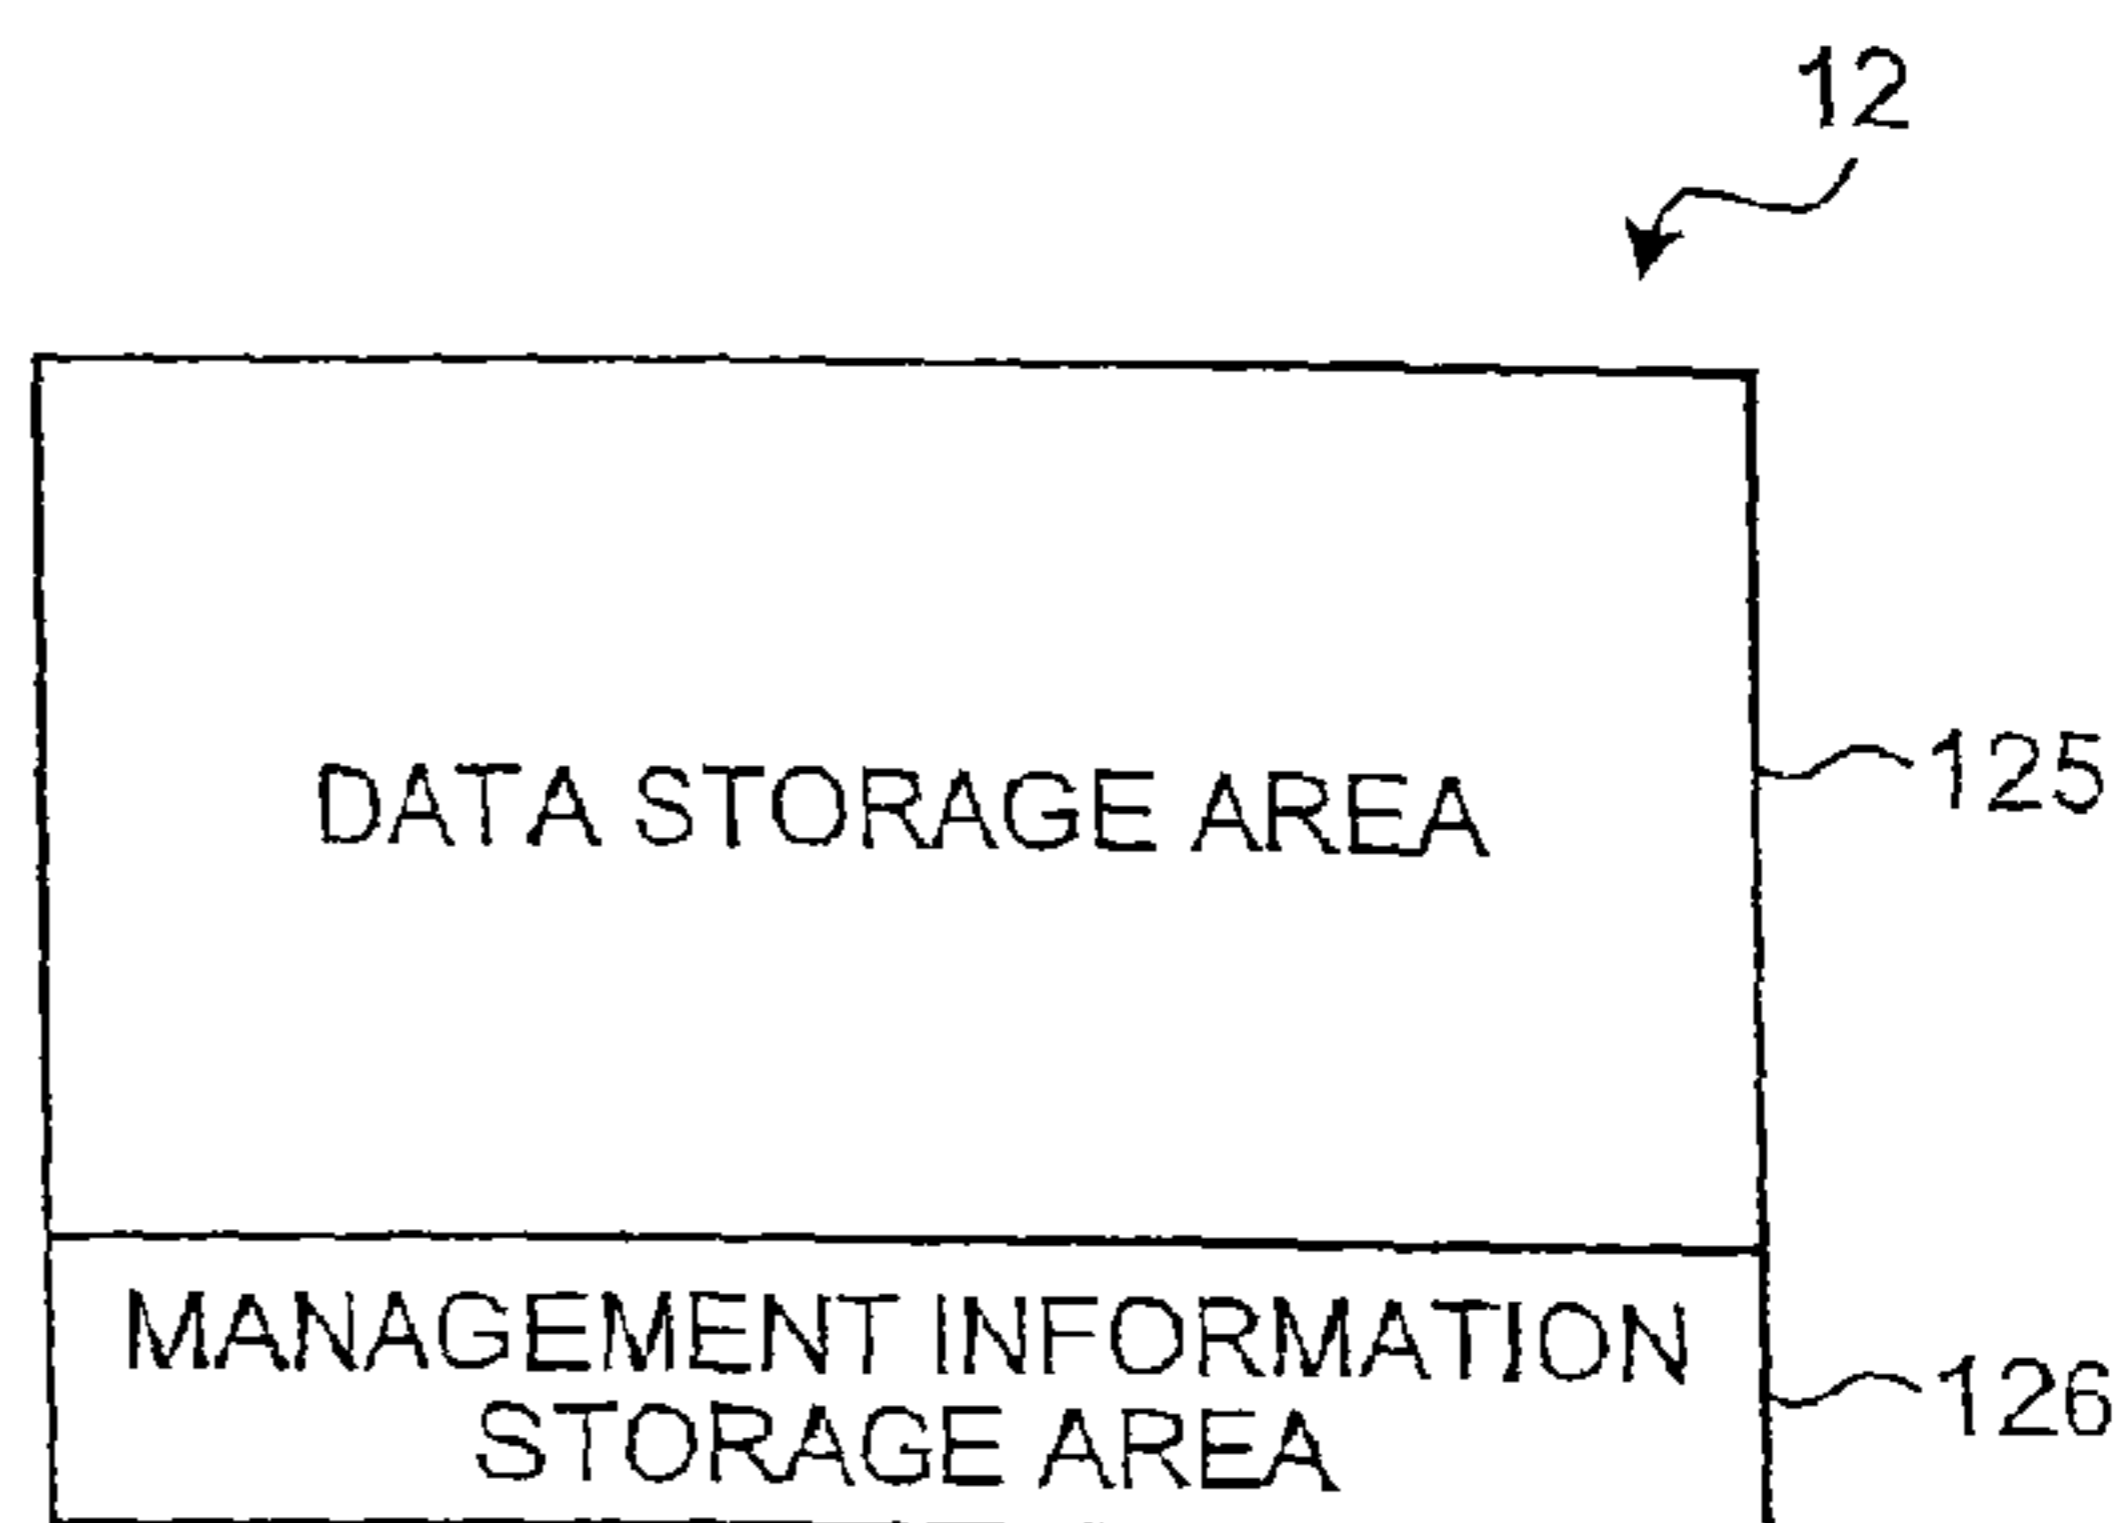 12
DATA STORAGE AREA
125
MANAGEMENT INFORMATION
STORAGE AREA
126